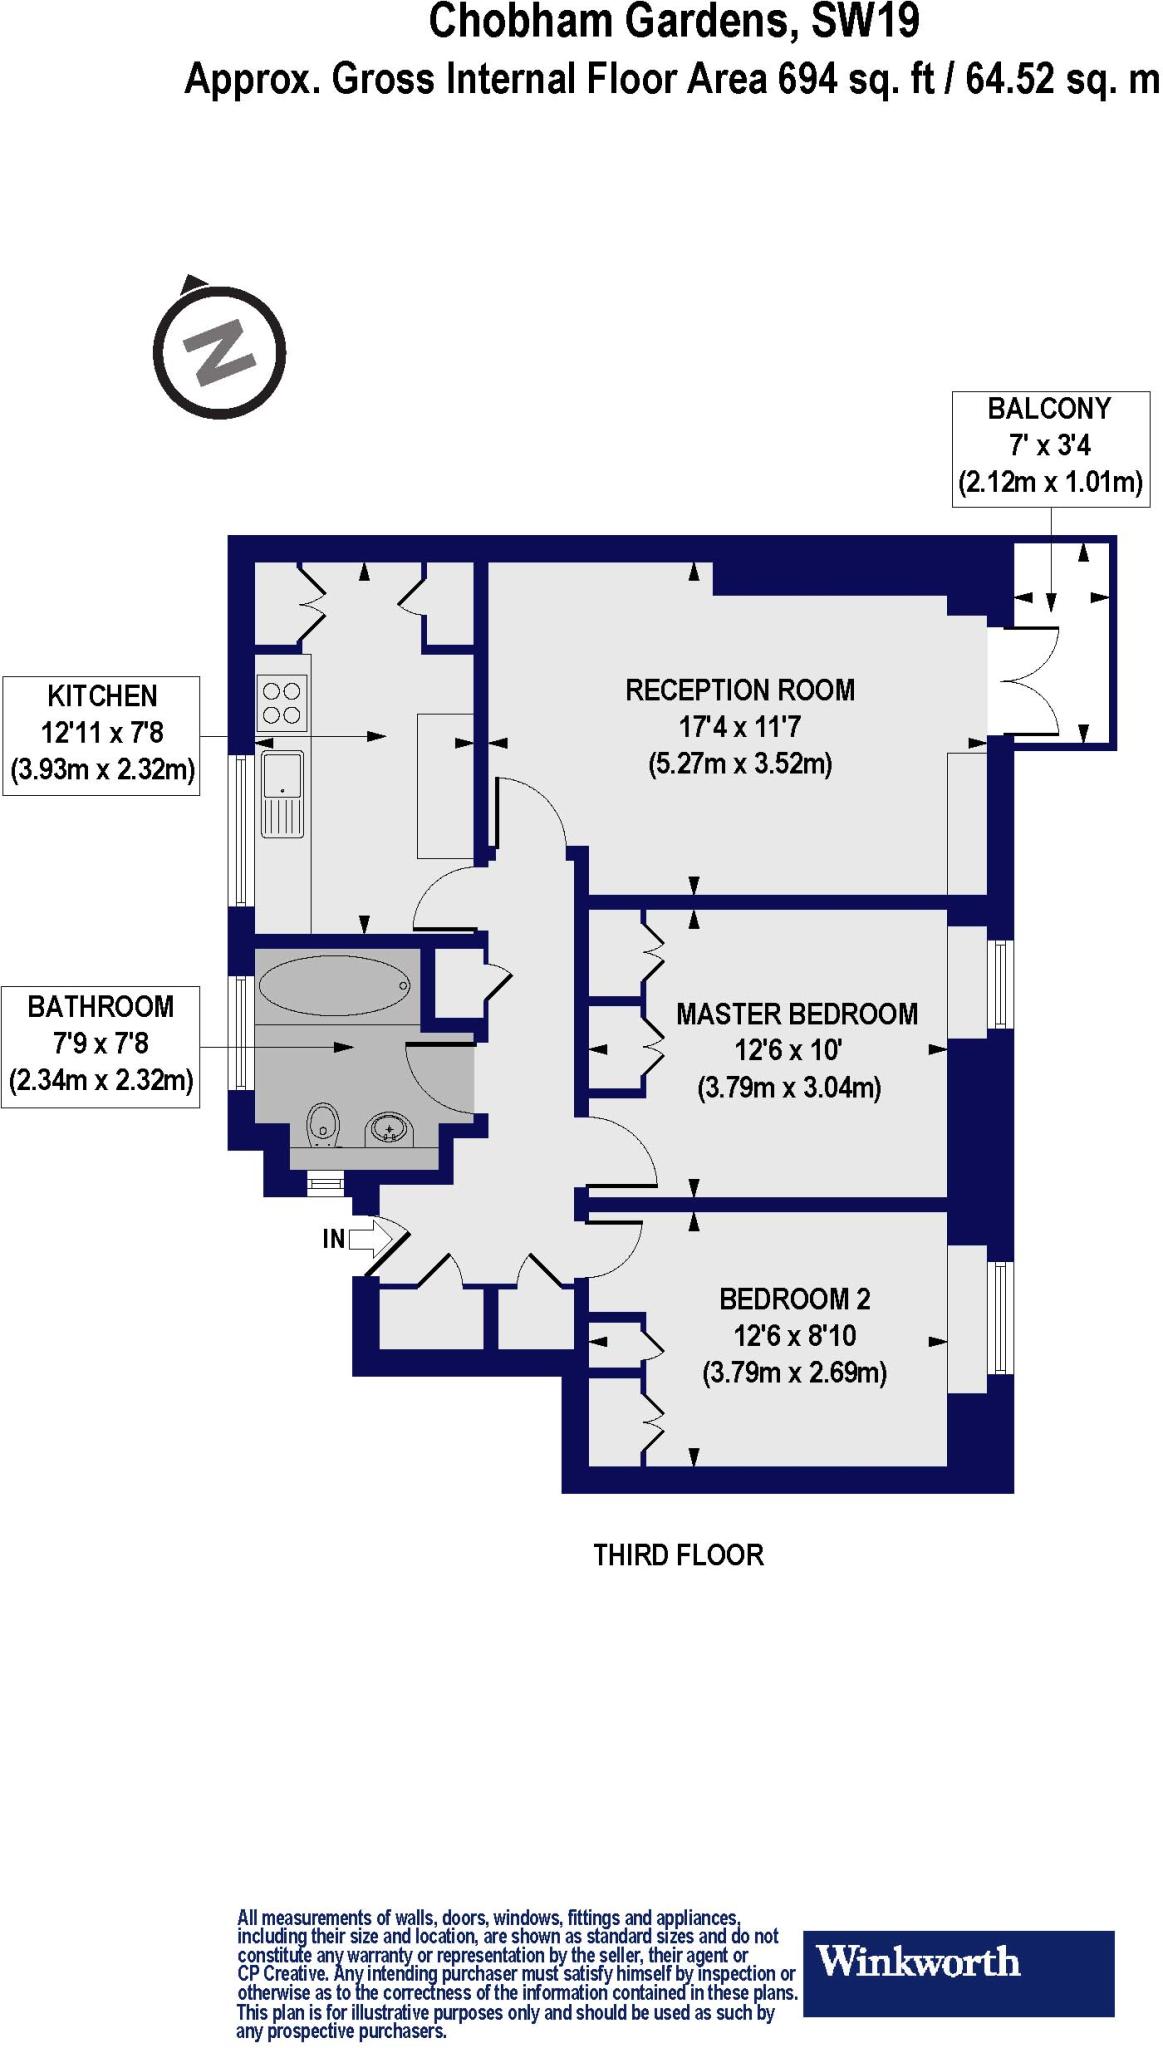 Chobham Gardens, SW19
Approx. Gross Internal Floor Area 694 sq. ft / 64.52 sq. m
N
BALCONY
7' x 3'4
(2.12m x 1.01m)
KITCHEN
12'11 x 7'8
(3.93m x 2.32m)
RECEPTION ROOM
17'4 x 11'7
(5.27m x 3.52m)
BATHROOM
7'9 x 7'8
(2.34m x 2.32m)
MASTER BEDROOM
12'6 x 10'
(3.79m x 3.04m)
IN
BEDROOM 2
12'6 x 8'10
(3.79m x 2.69m)
THIRD FLOOR
All measurements of walls, doors, windows, fittings and appliances,
including their size and location, are shown as standard sizes and do not
constitute any warranty or representation by the seller, their agent or
CP Creative. Any intending purchaser must satisfy himself by inspection or
otherwise as to the correctness of the information contained in these plans.
This plan is for illustrative purposes only and should be used as such by
any prospective purchasers.
Winkworth